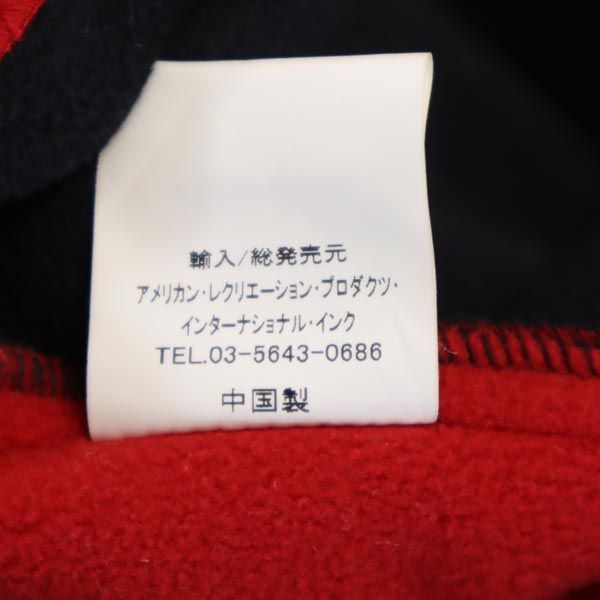 輸入/総発売元
アメリカン・レクリエーション・プロダクツ・
インターナショナル・インク
TEL.03-5643-0686
中国製